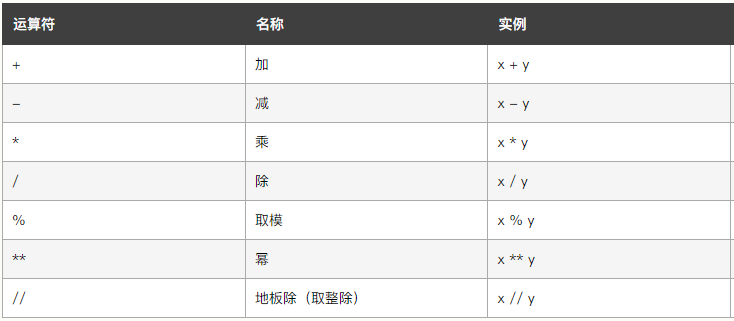 运算符 名称 实例
+ 加 x + y
– 减 x – y
* 乘 x * y
/ 除 x / y
% 取模 x % y
** 幂 x ** y
// 地板除（取整除） x // y